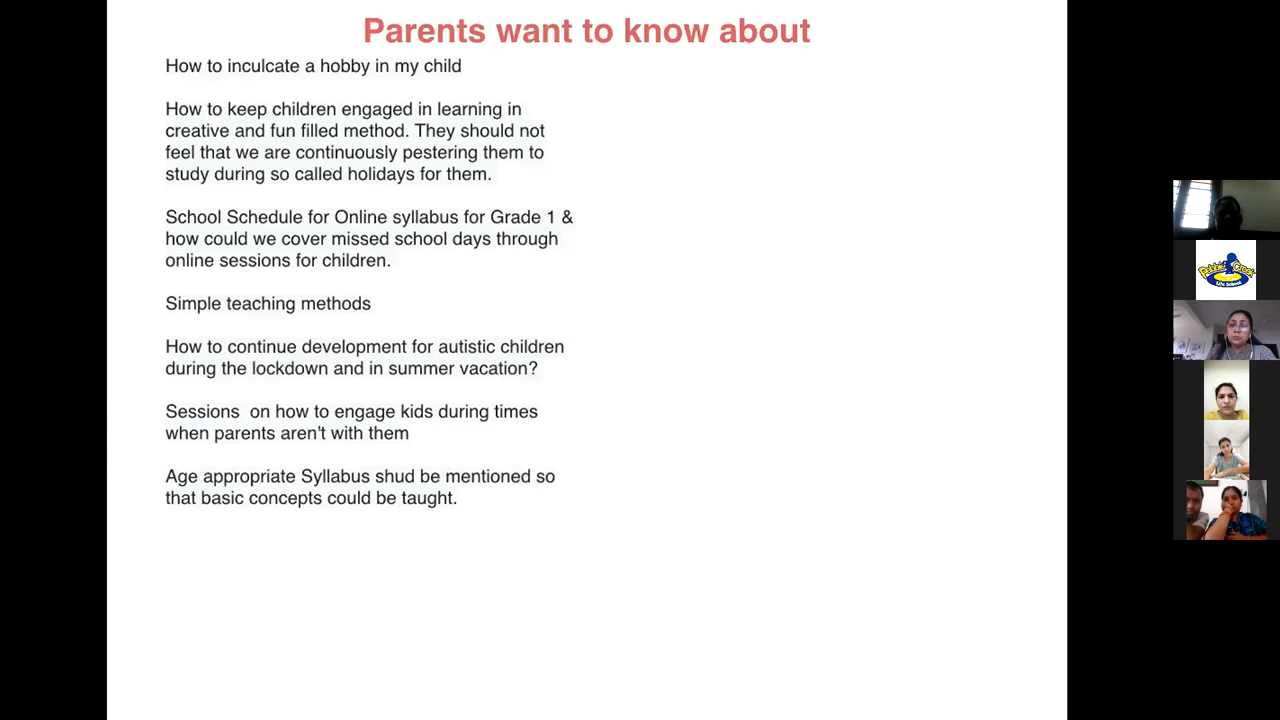 Parents want to know about
How to inculcate a hobby in my child
How to keep children engaged in learning in
creative and fun filled method. They should not
feel that we are continuously pestering them to
study during so called holidays for them.
School Schedule for Online syllabus for Grade 1 &
how could we cover missed school days through
online sessions for children.
Simple teaching methods
How to continue development for autistic children
during the lockdown and in summer vacation?
Sessions  on how to engage kids during times
when parents aren't with them
Age appropriate Syllabus shud be mentioned so
that basic concepts could be taught.
Life School